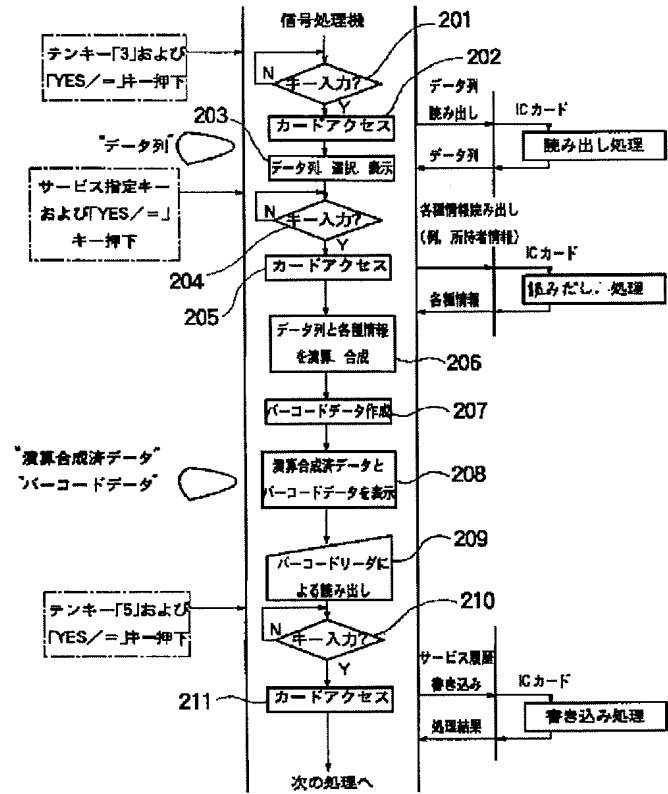 信号処理機
201
テンキー「3」および
「YES/=」キー押下
N
キー入力?
Y
202
カードアクセス
データ列
読み出し
ICカード
読み出し処理
データ列
"データ列"
203
データ列、選択、表示
サービス指定キー
および「YES/=」
キー押下
N
キー入力?
Y
204
各種情報読み出し
(例、所持者情報)
ICカード
カードアクセス
205
各種情報
データ列と各種情報
を演算、合成
206
バーコードデータ作成
207
"演算合成済データ"
"バーコードデータ"
演算合成済データと
バーコードデータを表示
208
209
バーコードリーダに
よる読み出し
テンキー「5」および
「YES/=」キー押下
N
キー入力?
Y
210
サービス履歴
書き込み
ICカード
211
カードアクセス
書き込み処理
処理結果
次の処理へ